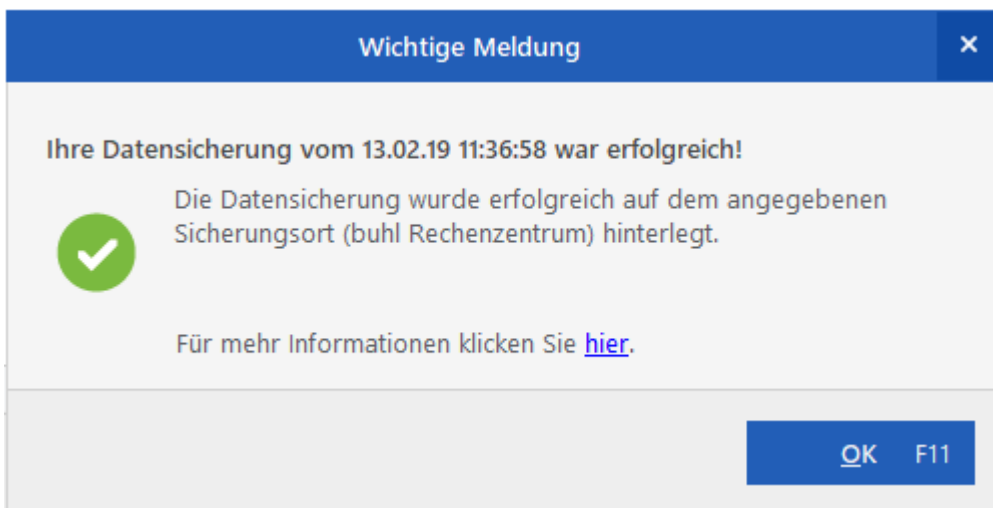 Wichtige Meldung
Ihre Datensicherung vom 13.02.19 11:36:58 war erfolgreich!
Die Datensicherung wurde erfolgreich auf dem angegebenen
Sicherungsort (buhl Rechenzentrum) hinterlegt.
Für mehr Informationen klicken Sie hier.
OK F11